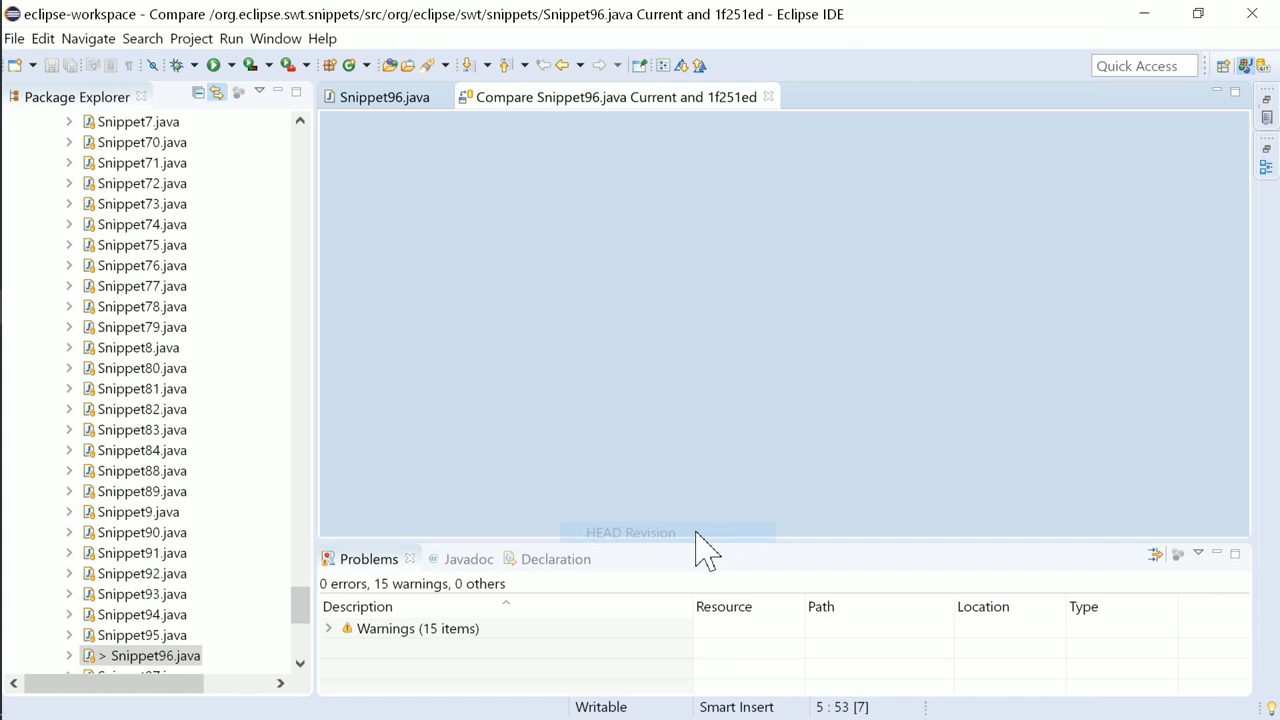 eclipse-workspace - Compare /org.eclipse.swt.snippets/src/org/eclipse/swt/snippets/Snippet96.java Current and 1f251ed - Eclipse IDE
File Edit Navigate Search Project Run Window Help
Quick Access
Package Explorer
Snippet7.java
Snippet70.java
Snippet71.java
Snippet72.java
Snippet73.java
Snippet74.java
Snippet75.java
Snippet76.java
Snippet77.java
Snippet78.java
Snippet79.java
Snippet8.java
Snippet80.java
Snippet81.java
Snippet82.java
Snippet83.java
Snippet84.java
Snippet88.java
Snippet89.java
Snippet9.java
Snippet90.java
Snippet91.java
Snippet92.java
Snippet93.java
Snippet94.java
Snippet95.java
> Snippet96.java
Snippet96.java
Compare Snippet96.java Current and 1f251ed
HEAD Revision
Problems
@ Javadoc
Declaration
0 errors, 15 warnings, 0 others
Description Resource Path Location Type
Warnings (15 items)
Writable
Smart Insert
5 : 53 [7]